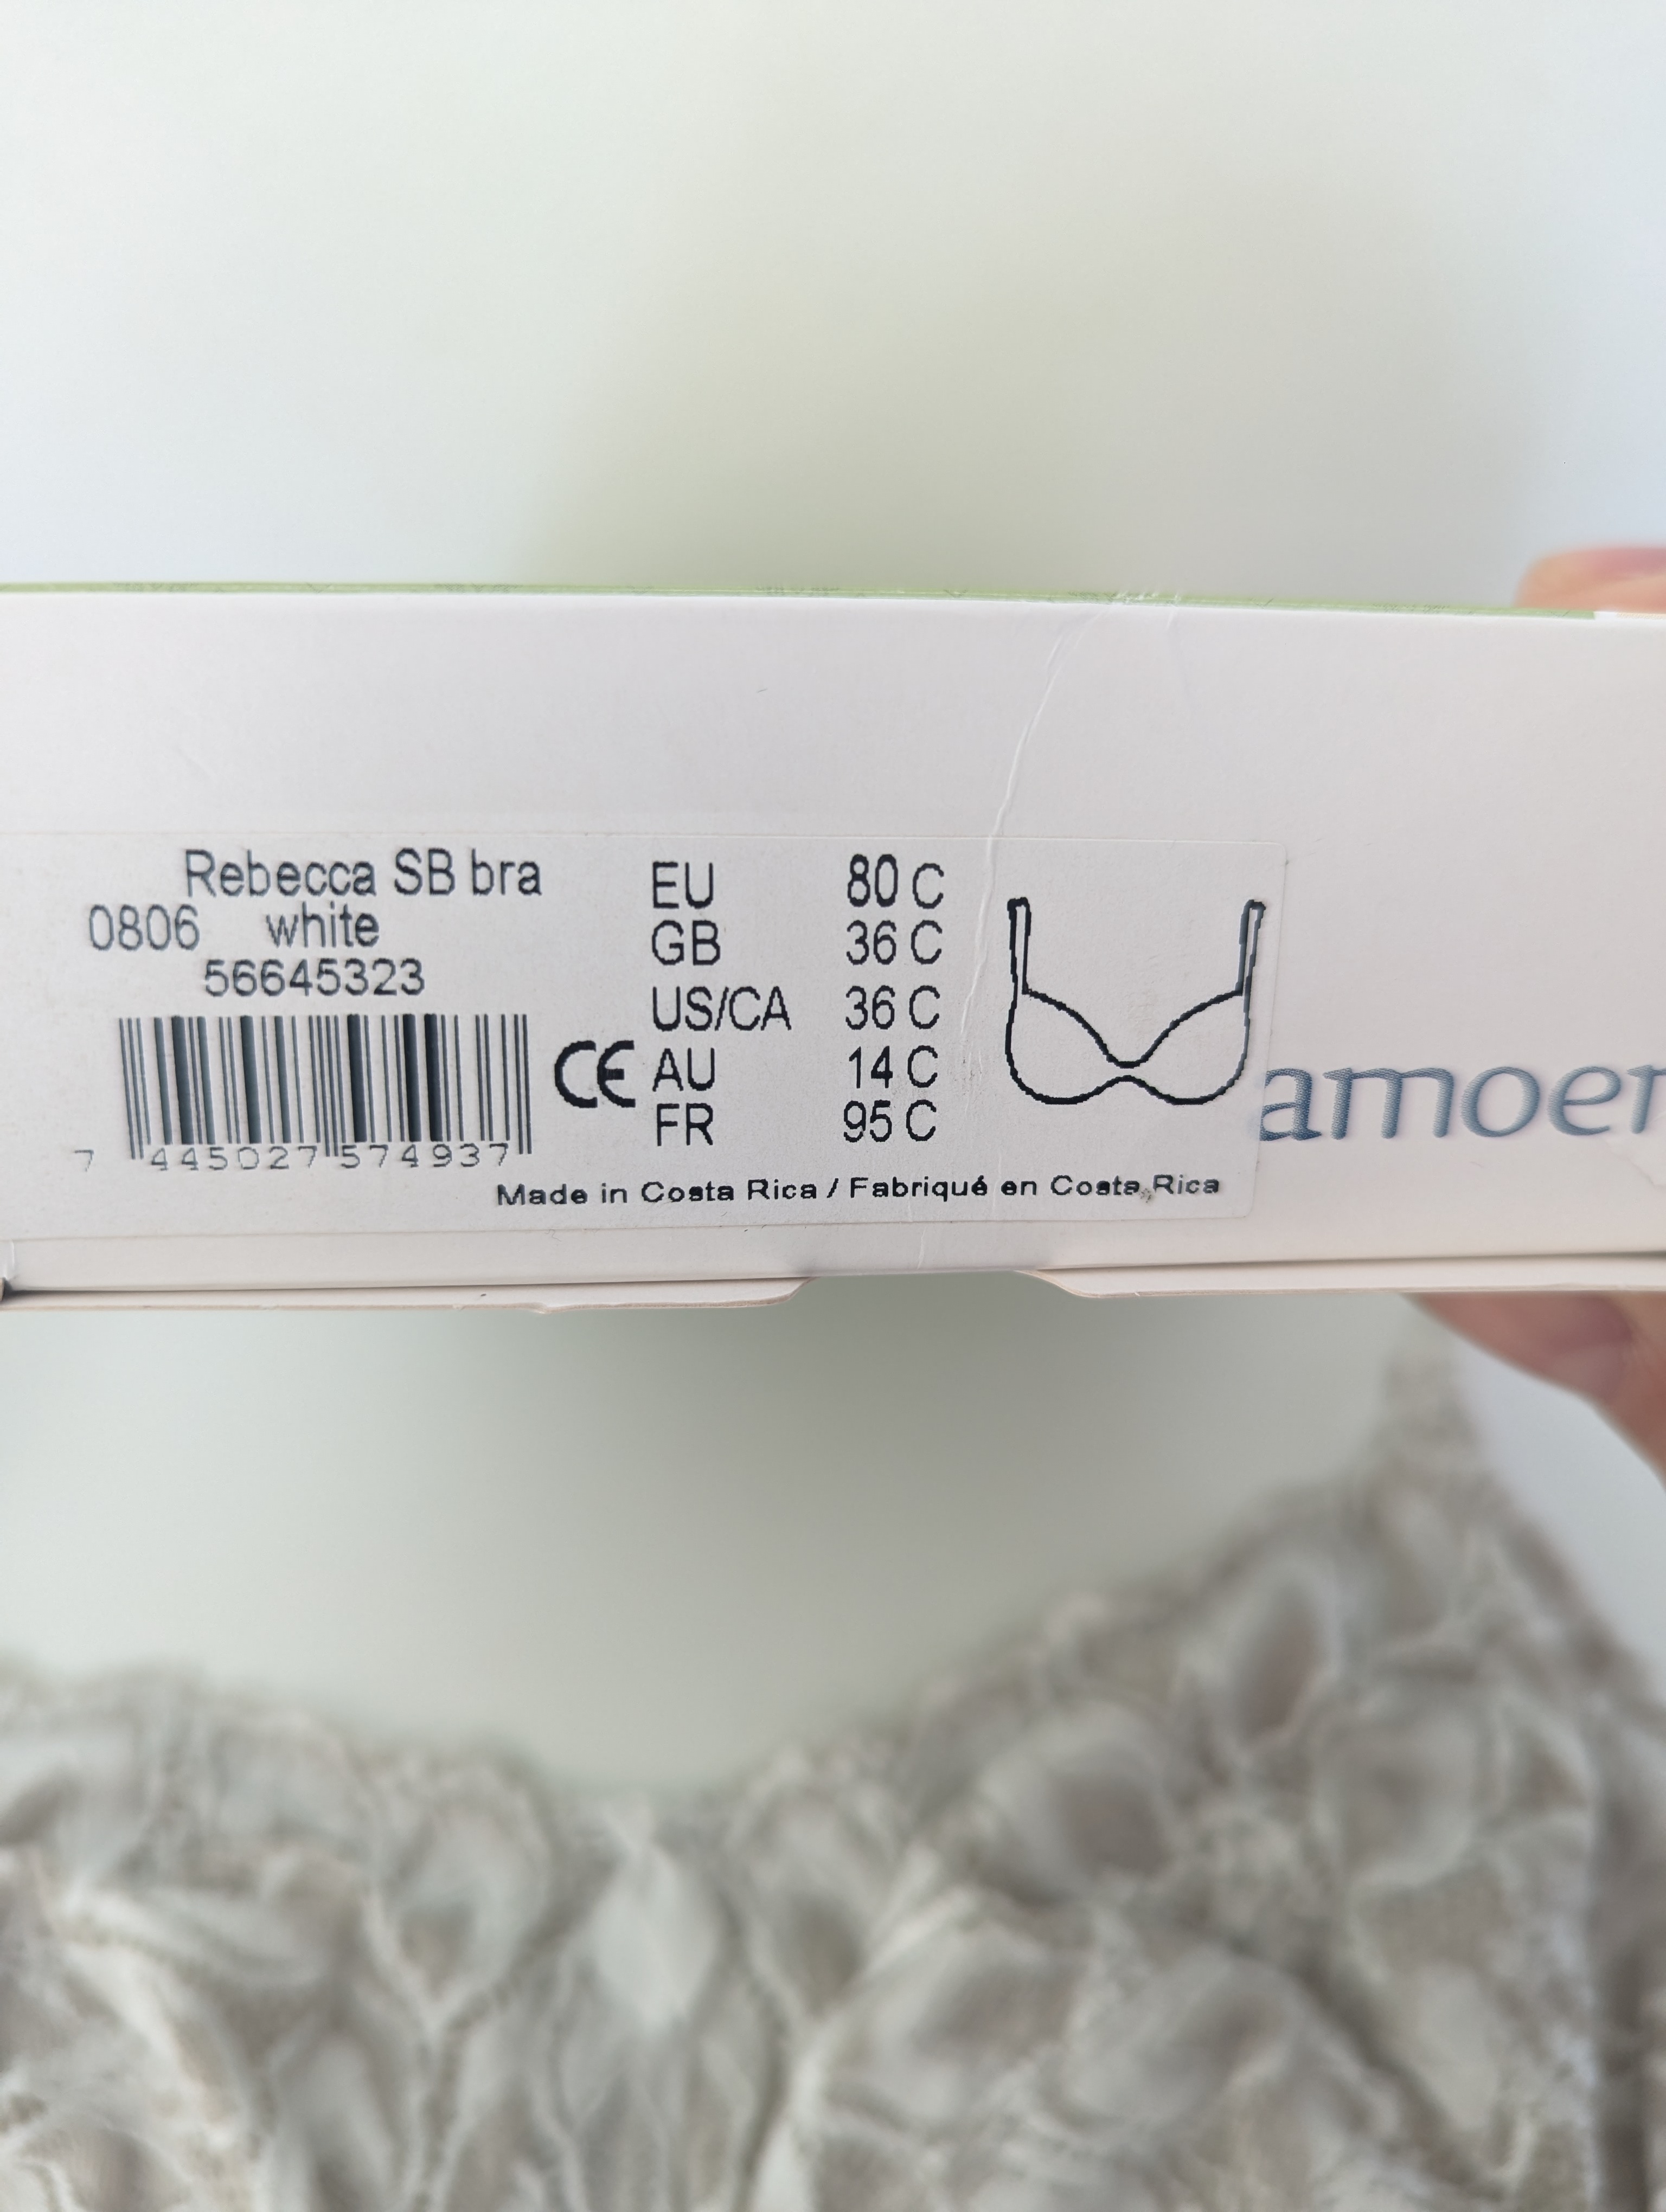 Rebecca SB bra
0806 white
56645323
7 445027 574937
CE
EU 80 C
GB 36 C
US/CA 36 C
AU 14 C
FR 95 C
Made in Costa Rica / Fabriqué en Costa Rica
amoer